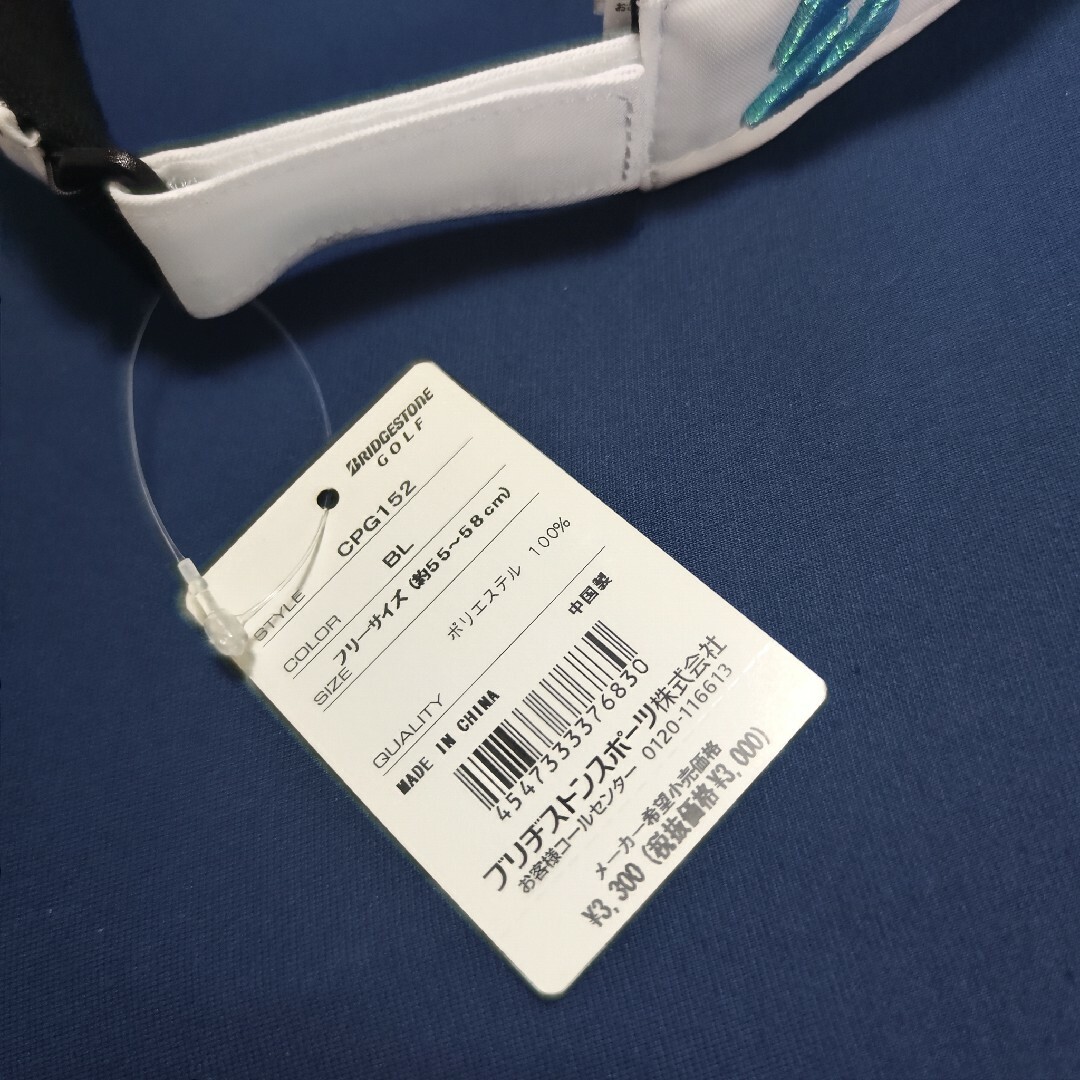 BRIDGESTONE
GOLF
STYLE CPG152
COLOR BL
SIZE フリーサイズ (約55~58cm)
QUALITY ポリエステル 100%
MADE IN CHINA 中国製
4547333376830
ブリヂストンスポーツ株式会社
お客様コールセンター 0120-116613
メーカー希望小売価格
¥3,300 (税抜価格¥3,000)